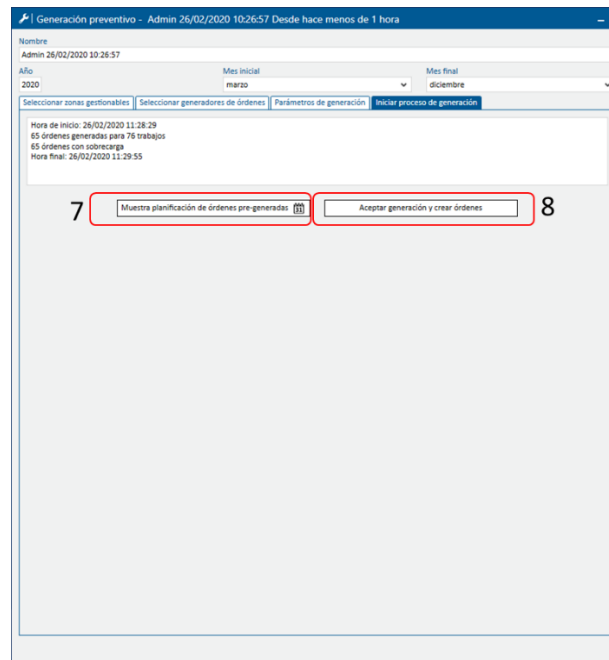 Generación preventivo - Admin 26/02/2020 10:26:57 Desde hace menos de 1 hora
Nombre
Admin 26/02/2020 10:26:57
Año Mes inicial Mes final
2020 marzo diciembre
Seleccionar zonas gestionables Seleccionar generadores de órdenes Parámetros de generación Iniciar proceso de generación
Hora de inicio: 26/02/2020 11:28:29
65 órdenes generadas para 76 trabajos
65 órdenes con sobrecarga
Hora final: 26/02/2020 11:29:55
7 Muestra planificación de órdenes pre-generadas 31 Aceptar generación y crear órdenes 8